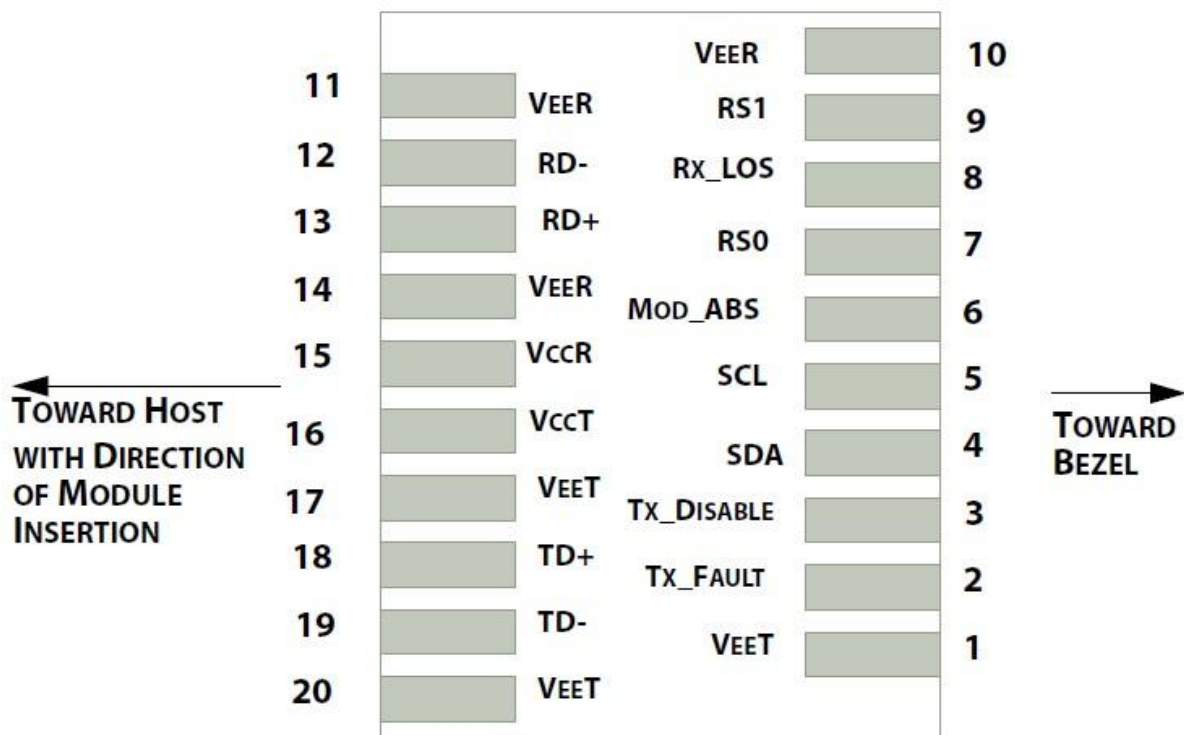 11 VEER
12 RD-
13 RD+
14 VEER
15 VCCR
16 VCCT
17 VEET
18 TD+
19 TD-
20 VEET
VEER 10
RS1 9
RX_LOS 8
RS0 7
MOD_ABS 6
SCL 5
SDA 4
TX_DISABLE 3
TX_FAULT 2
VEET 1
TOWARD HOST
WITH DIRECTION
OF MODULE
INSERTION
TOWARD
BEZEL